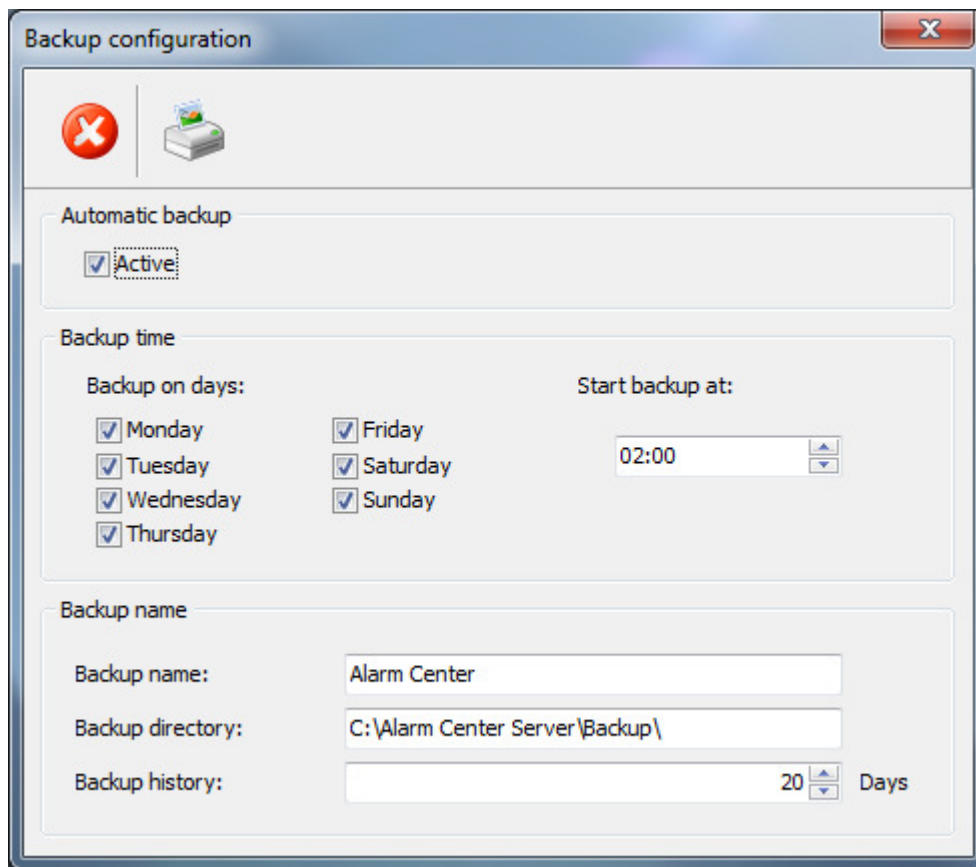 Backup configuration
Automatic backup
Active
Backup time
Backup on days:
Start backup at:
Monday
Friday
02:00
Tuesday
Saturday
Wednesday
Sunday
Thursday
Backup name
Backup name:
Alarm Center
Backup directory:
C:\Alarm Center Server\Backup\
Backup history:
20
Days